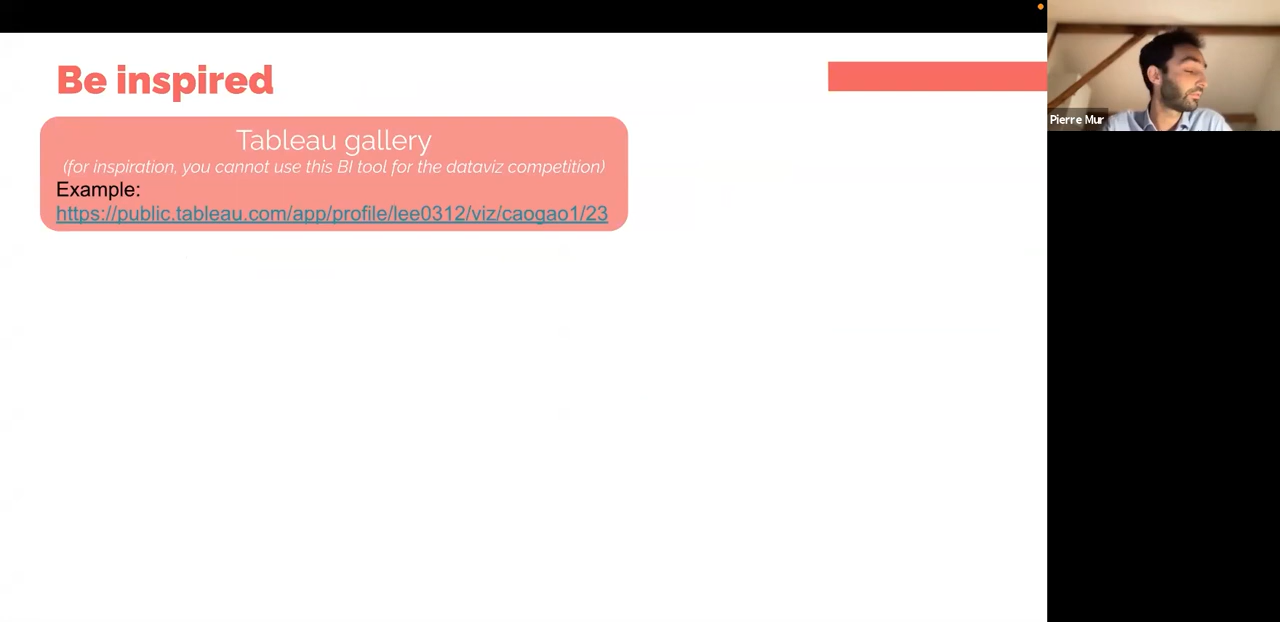 Be inspired
Tableau gallery
(for inspiration, you cannot use this BI tool for the dataviz competition)
Example:
https://public.tableau.com/app/profile/lee0312/viz/caogao1/23
Pierre Mur